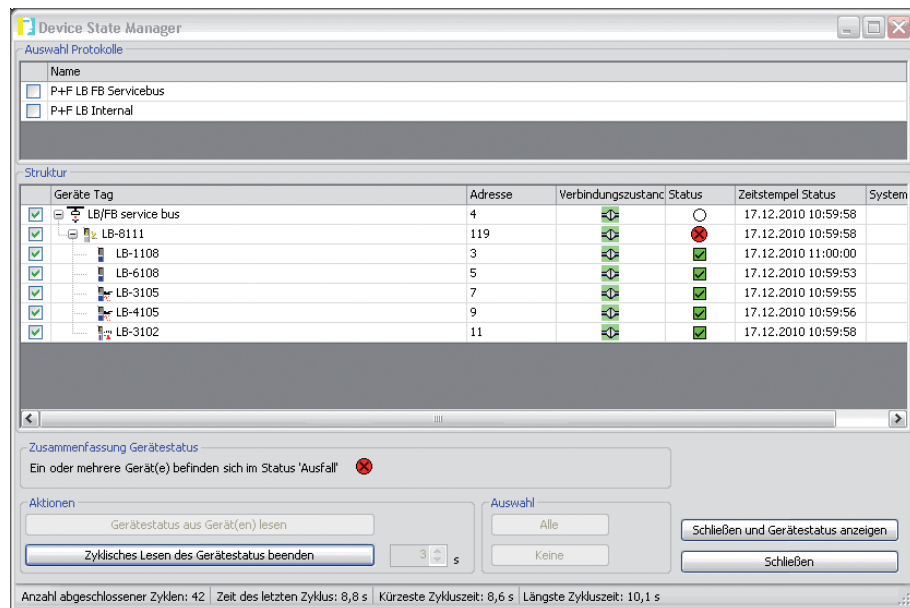 Device State Manager
Auswahl Protokolle
Name
P+F LB FB Servicebus
P+F LB Internal
Struktur
Geräte Tag Adresse Verbindungszustanc Status Zeitstempel Status System
LB/FB service bus 4 17.12.2010 10:59:58
LB-8111 119 17.12.2010 10:59:58
LB-1108 3 17.12.2010 11:00:00
LB-6108 5 17.12.2010 10:59:53
LB-3105 7 17.12.2010 10:59:55
LB-4105 9 17.12.2010 10:59:56
LB-3102 11 17.12.2010 10:59:58
Zusammenfassung Gerätestatus
Ein oder mehrere Gerät(e) befinden sich im Status 'Ausfall'
Aktionen Auswahl
Gerätestatus aus Gerät(en) lesen Alle Schließen und Gerätestatus anzeigen
Zyklisches Lesen des Gerätestatus beenden 3 s Keine Schließen
Anzahl abgeschlossener Zyklen: 42 Zeit des letzten Zyklus: 8,8 s Kürzeste Zykluszeit: 8,6 s Längste Zykluszeit: 10,1 s